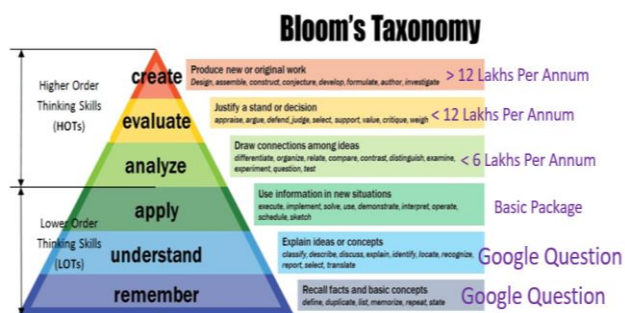 Bloom's Taxonomy
Higher Order
Thinking Skills
(HOTs)
Lower Order
Thinking Skills
(LOTs)
create
Produce new or original work
Design, assemble, construct, conjecture, develop, formulate, author, investigate
> 12 Lakhs Per Annum
evaluate
Justify a stand or decision
appraise, argue, defend, judge, select, support, value, critique, weigh
< 12 Lakhs Per Annum
analyze
Draw connections among ideas
differentiate, organize, relate, compare, contrast, distinguish, examine,
experiment, question, test
< 6 Lakhs Per Annum
apply
Use information in new situations
execute, implement, solve, use, demonstrate, interpret, operate,
schedule, sketch
Basic Package
understand
Explain ideas or concepts
classify, describe, discuss, explain, identify, locate, recognize,
report, select, translate
Google Question
remember
Recall facts and basic concepts
define, duplicate, list, memorize, repeat, state
Google Question